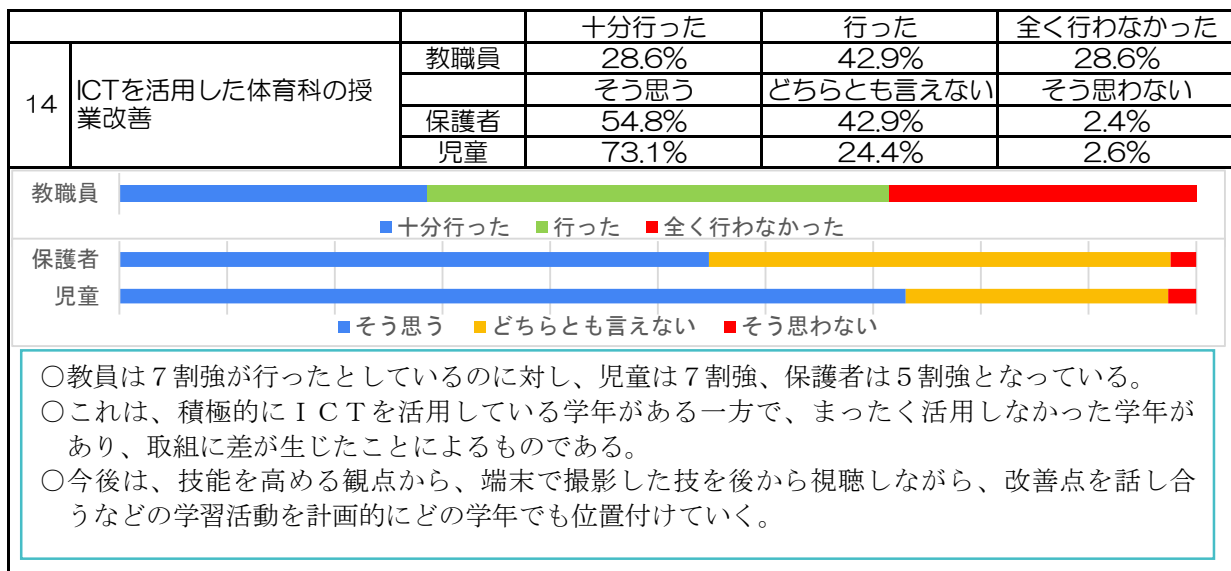 十分行った 行った 全く行わなかった
教職員 28.6% 42.9% 28.6%
14 ICTを活用した体育科の授業改善
そう思う どちらとも言えない そう思わない
保護者 54.8% 42.9% 2.4%
児童 73.1% 24.4% 2.6%
教職員
十分行った 行った 全く行わなかった
保護者
児童
そう思う どちらとも言えない そう思わない
○教員は７割強が行ったとしているのに対し、児童は７割強、保護者は５割強となっている。
○これは、積極的にＩＣＴを活用している学年がある一方で、まったく活用しなかった学年が
あり、取組に差が生じたことによるものである。
○今後は、技能を高める観点から、端末で撮影した技を後から視聴しながら、改善点を話し合
うなどの学習活動を計画的にどの学年でも位置付けていく。